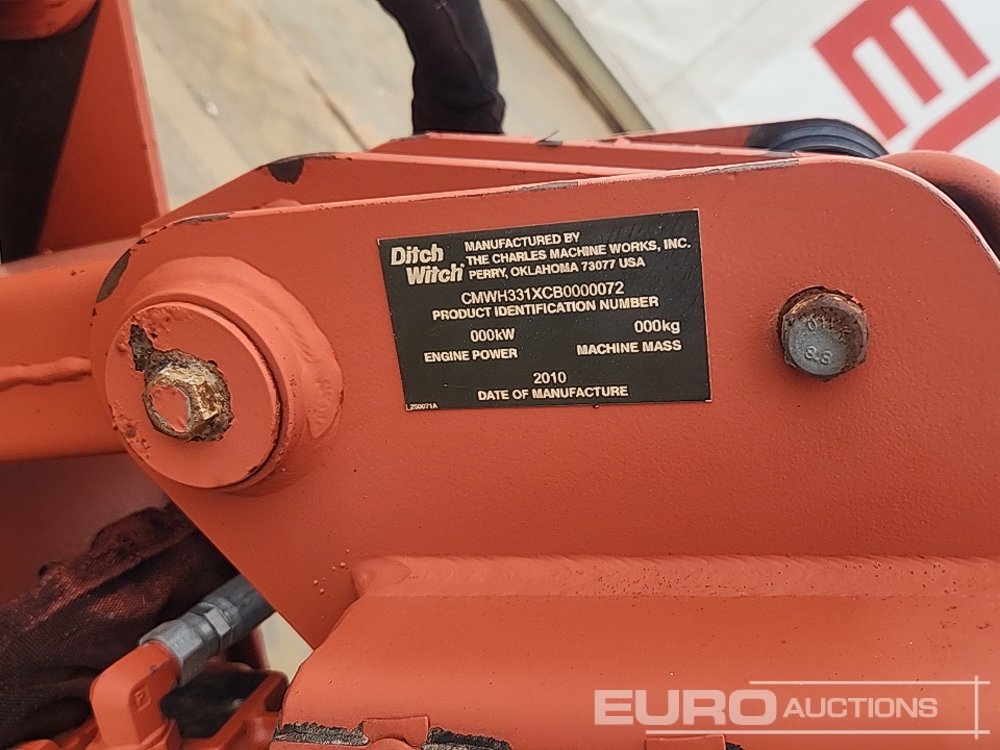 Ditch
Witch®
MANUFACTURED BY
THE CHARLES MACHINE WORKS, INC.
PERRY, OKLAHOMA 73077 USA
CMWH331XCB0000072
PRODUCT IDENTIFICATION NUMBER
000kW
000kg
ENGINE POWER
MACHINE MASS
2010
DATE OF MANUFACTURE
L250071A
8.8
EURO AUCTIONS